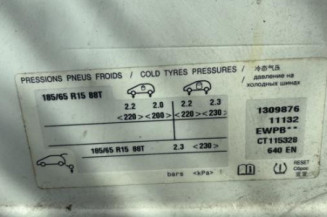 PRESSIONS PNEUS FROIDS / COLD TYRES PRESSURES / 冷态气压
/ давление на холодных шинах
185/65 R15 88T
2.2 2.0 2.2 2.3
<220> <200> <220> <230>
185/65 R15 88T 2.3 <230>
bars <kPa>
1309876
11132
EWPB**
CT115328
640 EN
RESET